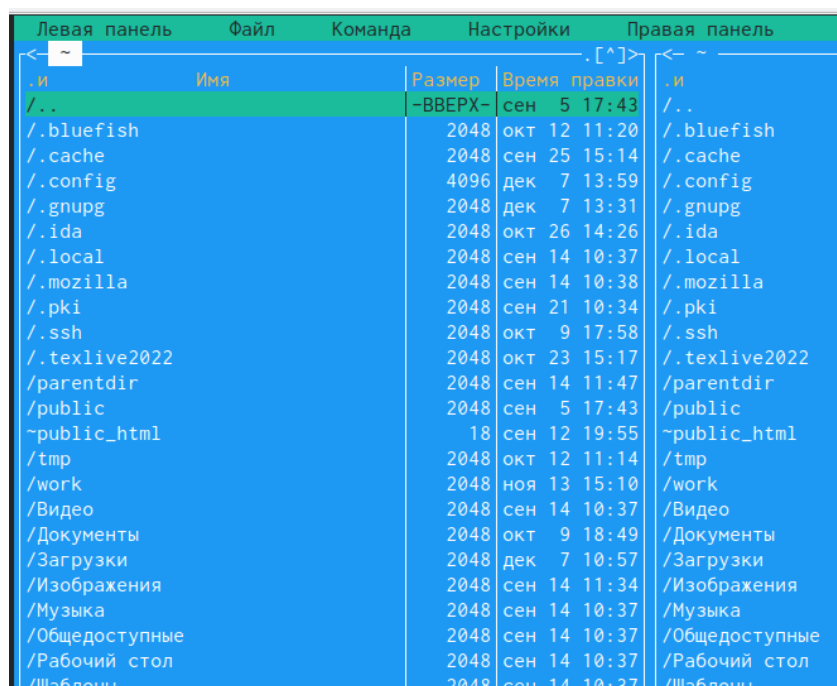 Левая панель Файл Команда Настройки Правая панель
<─ ~ ─.[^]>┐┌<─ ~ ─
.и Имя Размер Время правки .и
/.. -ВВЕРХ- сен 5 17:43 /..
/.bluefish 2048 окт 12 11:20 /.bluefish
/.cache 2048 сен 25 15:14 /.cache
/.config 4096 дек 7 13:59 /.config
/.gnupg 2048 дек 7 13:31 /.gnupg
/.ida 2048 окт 26 14:26 /.ida
/.local 2048 сен 14 10:37 /.local
/.mozilla 2048 сен 14 10:38 /.mozilla
/.pki 2048 сен 21 10:34 /.pki
/.ssh 2048 окт 9 17:58 /.ssh
/.texlive2022 2048 окт 23 15:17 /.texlive2022
/parentdir 2048 сен 14 11:47 /parentdir
/public 2048 сен 5 17:43 /public
~public_html 18 сен 12 19:55 ~public_html
/tmp 2048 окт 12 11:14 /tmp
/work 2048 ноя 13 15:10 /work
/Видео 2048 сен 14 10:37 /Видео
/Документы 2048 окт 9 18:49 /Документы
/Загрузки 2048 дек 7 10:57 /Загрузки
/Изображения 2048 сен 14 11:34 /Изображения
/Музыка 2048 сен 14 10:37 /Музыка
/Общедоступные 2048 сен 14 10:37 /Общедоступные
/Рабочий стол 2048 сен 14 10:37 /Рабочий стол
/Шаблоны 2048 сен 14 10:37 /Шаблоны